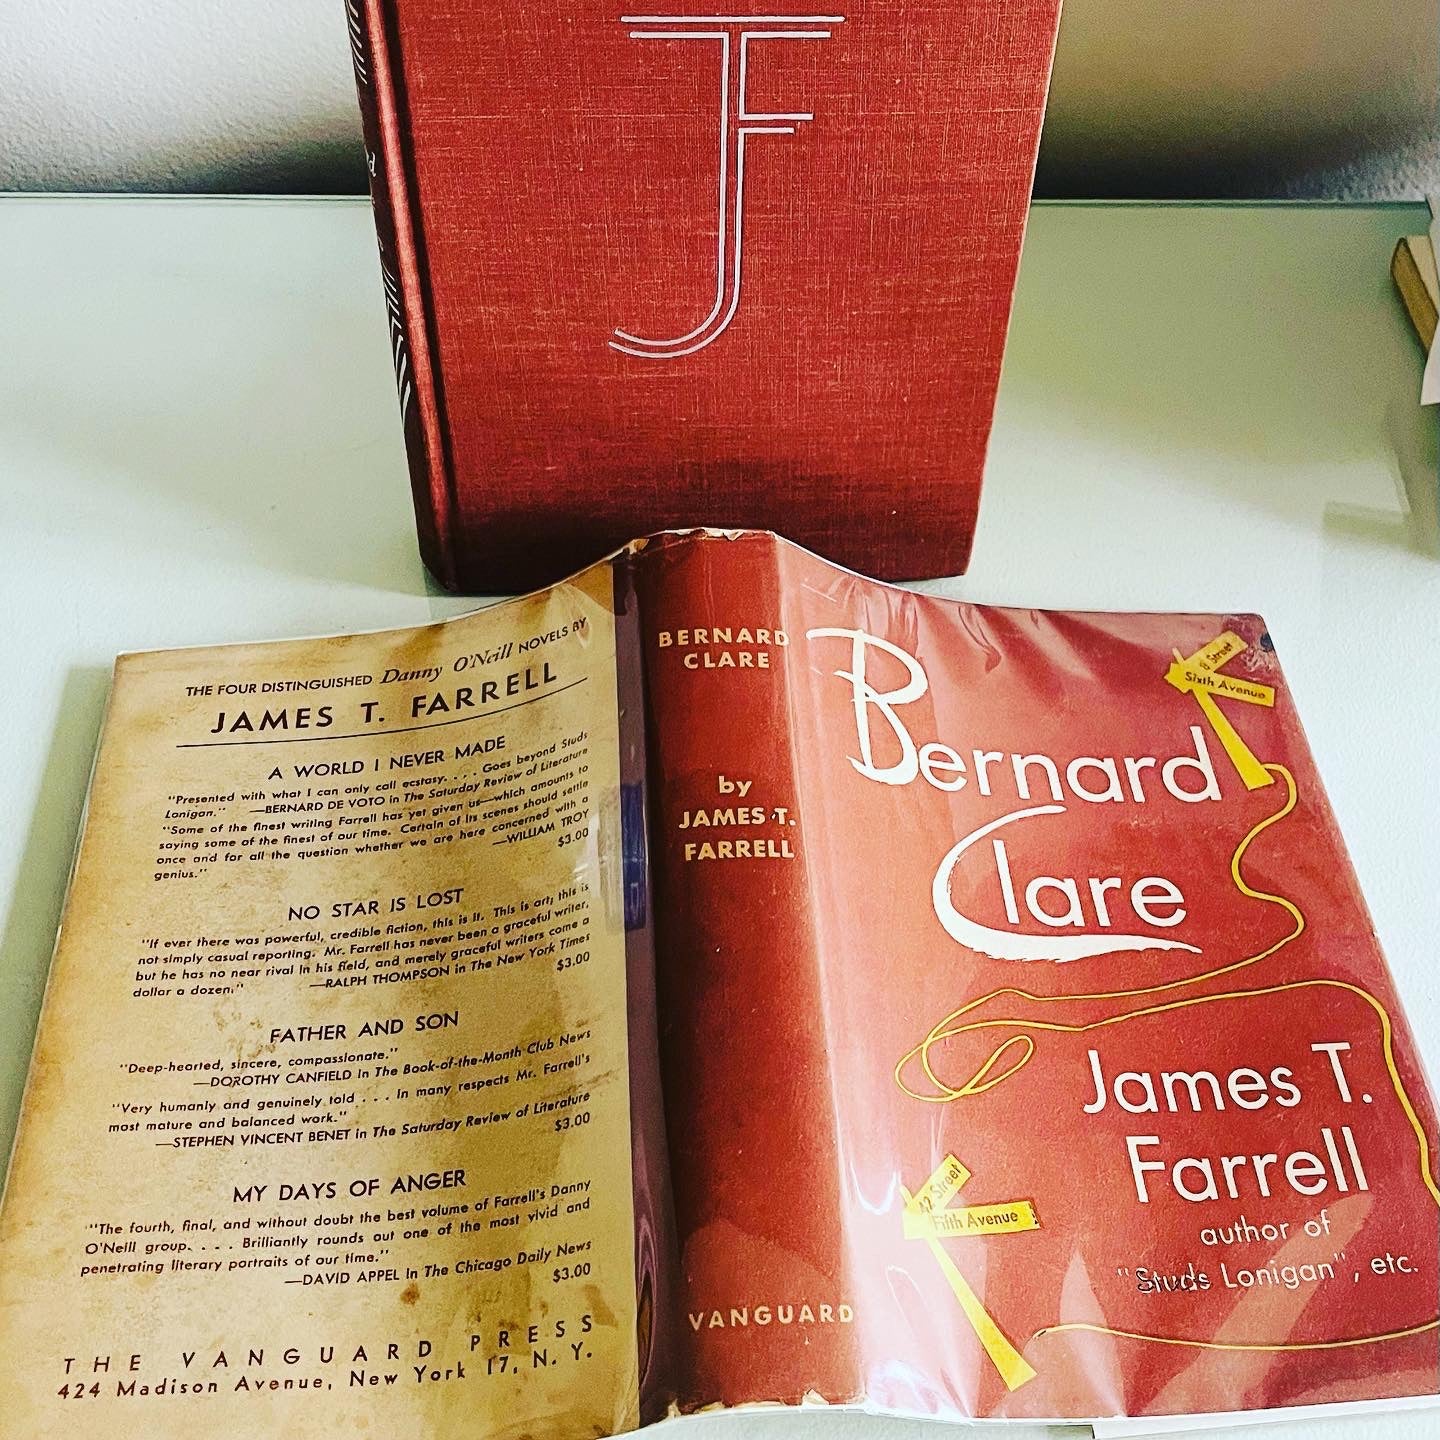 JF
THE FOUR DISTINGUISHED Danny O'Neill NOVELS BY
JAMES T. FARRELL
A WORLD I NEVER MADE
"Presented with what I can only call ecstasy. . . . Goes beyond Studs
Lonigan." —BERNARD DE VOTO in The Saturday Review of Literature
"Some of the finest writing Farrell has yet given us—which amounts to
saying some of the finest of our time. Certain of its scenes should settle
once and for all the question whether we are here concerned with a
genius." —WILLIAM TROY
$3.00
NO STAR IS LOST
"If ever there was powerful, credible fiction, this is it. This is art; this is
not simply casual reporting. Mr. Farrell has never been a graceful writer,
but he has no near rival in his field, and merely graceful writers come a
dollar a dozen." —RALPH THOMPSON in The New York Times
$3.00
FATHER AND SON
"Deep-hearted, sincere, compassionate."
—DOROTHY CANFIELD in The Book-of-the-Month Club News
"Very humanly and genuinely told . . . In many respects Mr. Farrell's
most mature and balanced work."
—STEPHEN VINCENT BENET in The Saturday Review of Literature
$3.00
MY DAYS OF ANGER
"The fourth, final, and without doubt the best volume of Farrell's Danny
O'Neill group. . . . Brilliantly rounds out one of the most vivid and
penetrating literary portraits of our time."
—DAVID APPEL in The Chicago Daily News
$3.00
THE VANGUARD PRESS
424 Madison Avenue, New York 17, N. Y.
BERNARD
CLARE
by
JAMES T.
FARRELL
VANGUARD
8 Street
Sixth Avenue
Bernard
Clare
James T.
Farrell
42 Street
Fifth Avenue
author of
"Studs Lonigan", etc.